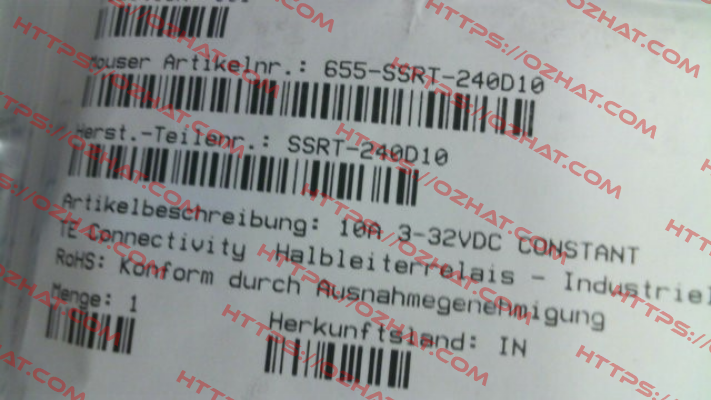 Mouser Artikelnr.: 655-SSRT-240D10
Herst.-Teilenr.: SSRT-240D10
Artikelbeschreibung: 10A 3-32VDC CONSTANT
TE Connectivity Halbleiterrelais - Industriel
RoHS: Konform durch Ausnahmegenehmigung
Menge: 1
Herkunftsland: IN
HTTPS://OZHAT.COM